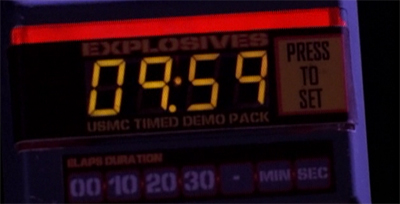 EXPLOSIVES
09:59
PRESS
TO
SET
USMC TIMED DEMO PACK
ELAPS DURATION
00 10 20 30 - MIN SEC